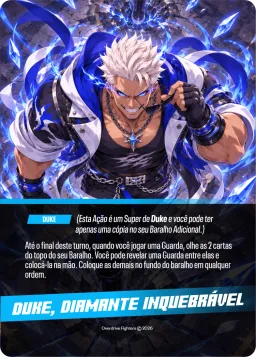 DUKE
(Esta Ação é um Super de Duke e você pode ter
apenas uma cópia no seu Baralho Adicional.)
Até o final deste turno, quando você jogar uma Guarda, olhe as 2 cartas
do topo do seu Baralho. Você pode revelar uma Guarda entre elas e
colocá-la na mão. Coloque as demais no fundo do baralho em qualquer
ordem.
DUKE, DIAMANTE INQUEBRÁVEL
Overdrive Fighters © 2026